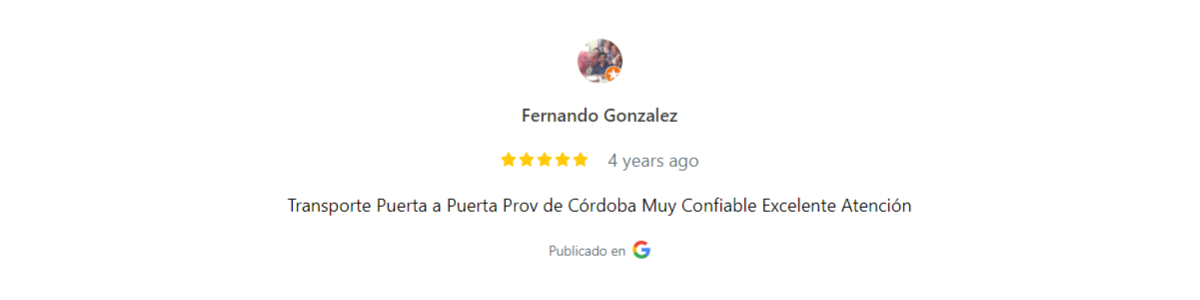 Fernando Gonzalez
4 years ago
Transporte Puerta a Puerta Prov de Córdoba Muy Confiable Excelente Atención
Publicado en